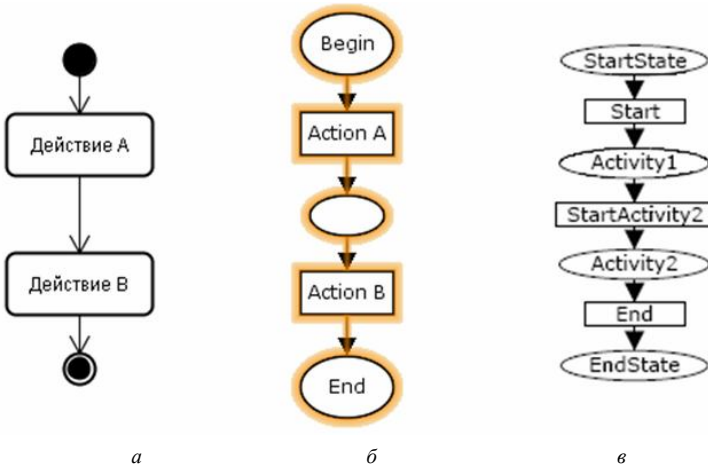 Действие A
Действие B
Begin
Action A
Action B
End
StartState
Start
Activity1
StartActivity2
Activity2
End
EndState
а
б
в